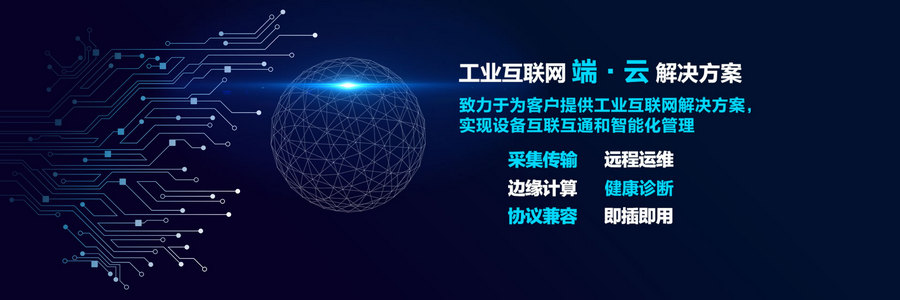 工业互联网 端·云 解决方案
致力于为客户提供工业互联网解决方案，
实现设备互联互通和智能化管理
采集传输 远程运维
边缘计算 健康诊断
协议兼容 即插即用